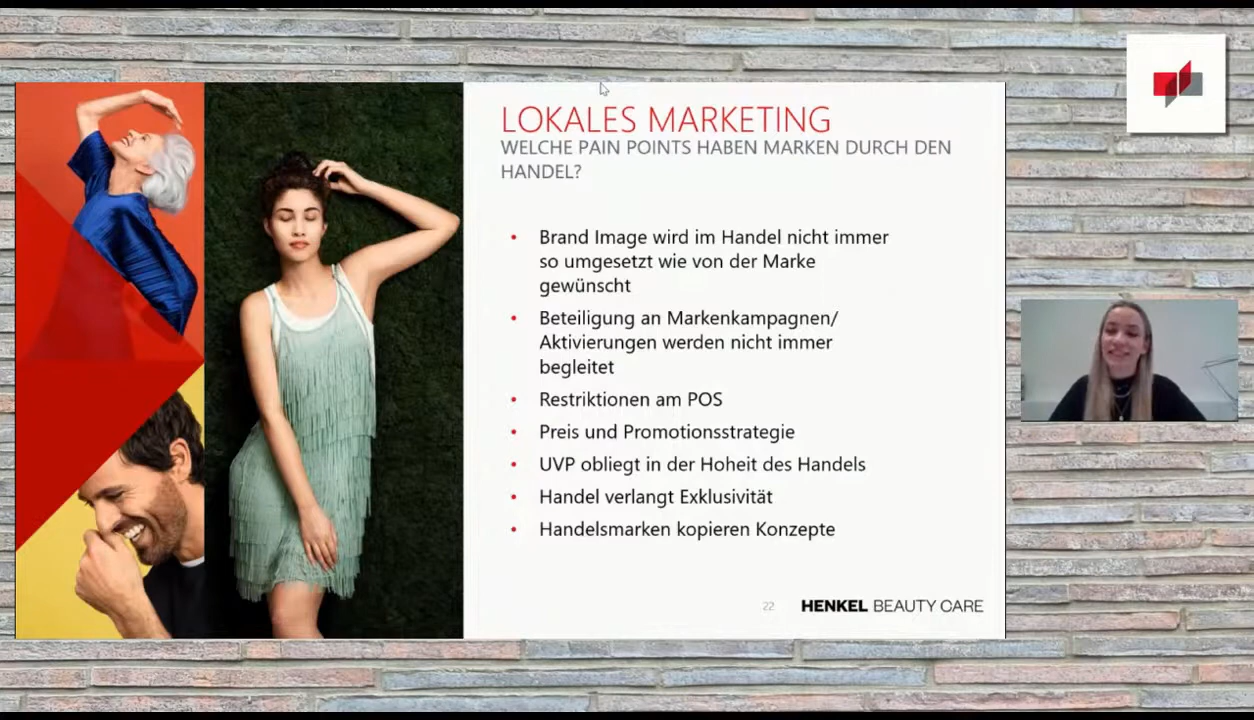 LOKALES MARKETING
WELCHE PAIN POINTS HABEN MARKEN DURCH DEN
HANDEL?
• Brand Image wird im Handel nicht immer
so umgesetzt wie von der Marke
gewünscht
• Beteiligung an Markenkampagnen/
Aktivierungen werden nicht immer
begleitet
• Restriktionen am POS
• Preis und Promotionsstrategie
• UVP obliegt in der Hoheit des Handels
• Handel verlangt Exklusivität
• Handelsmarken kopieren Konzepte
22 HENKEL BEAUTY CARE